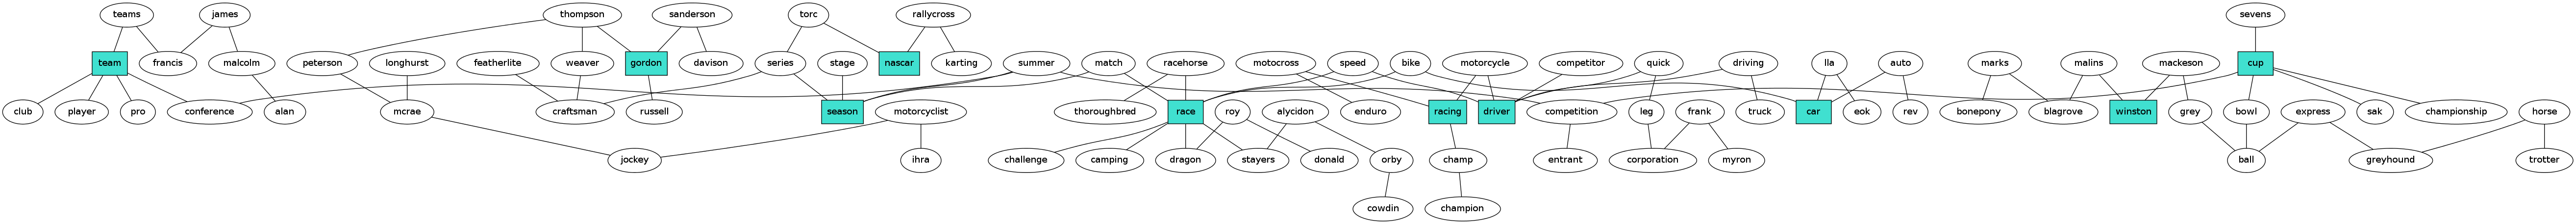 teams james thompson sanderson torc rallycross sevens
team francis malcolm peterson longhurst featherlite weaver gordon davison series stage nascar karting summer match racehorse motocross speed bike motorcycle competitor quick driving lla auto marks malins mackeson cup
club player pro conference alan mcrae craftsman russell season motorcyclist thoroughbred race roy alycidon enduro racing driver competition leg frank truck car eok rev bonepony blagrove winston grey bowl express sak championship horse
jockey ihra challenge camping dragon stayers donald orby champ entrant corporation myron ball greyhound trotter
cowdin champion